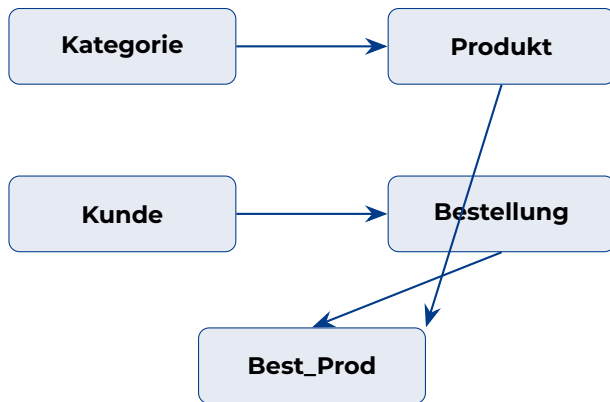 Kategorie
Produkt
Kunde
Bestellung
Best_Prod